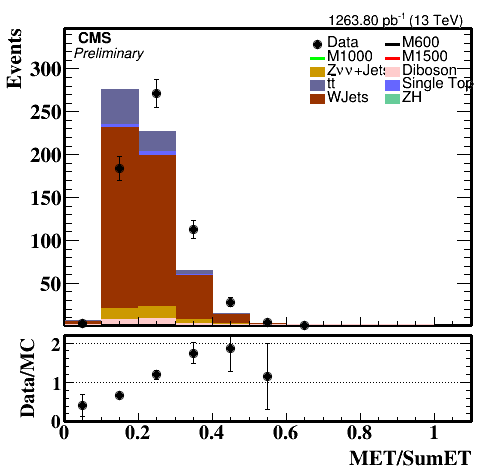 1263.80 pb⁻¹ (13 TeV)
CMS
Preliminary
Data
M600
M1000
M1500
Zνν+Jets
Diboson
tt
Single Top
WJets
ZH
Events
300
250
200
150
100
50
Data/MC
2
1
0
0 0.2 0.4 0.6 0.8 1
MET/SumET